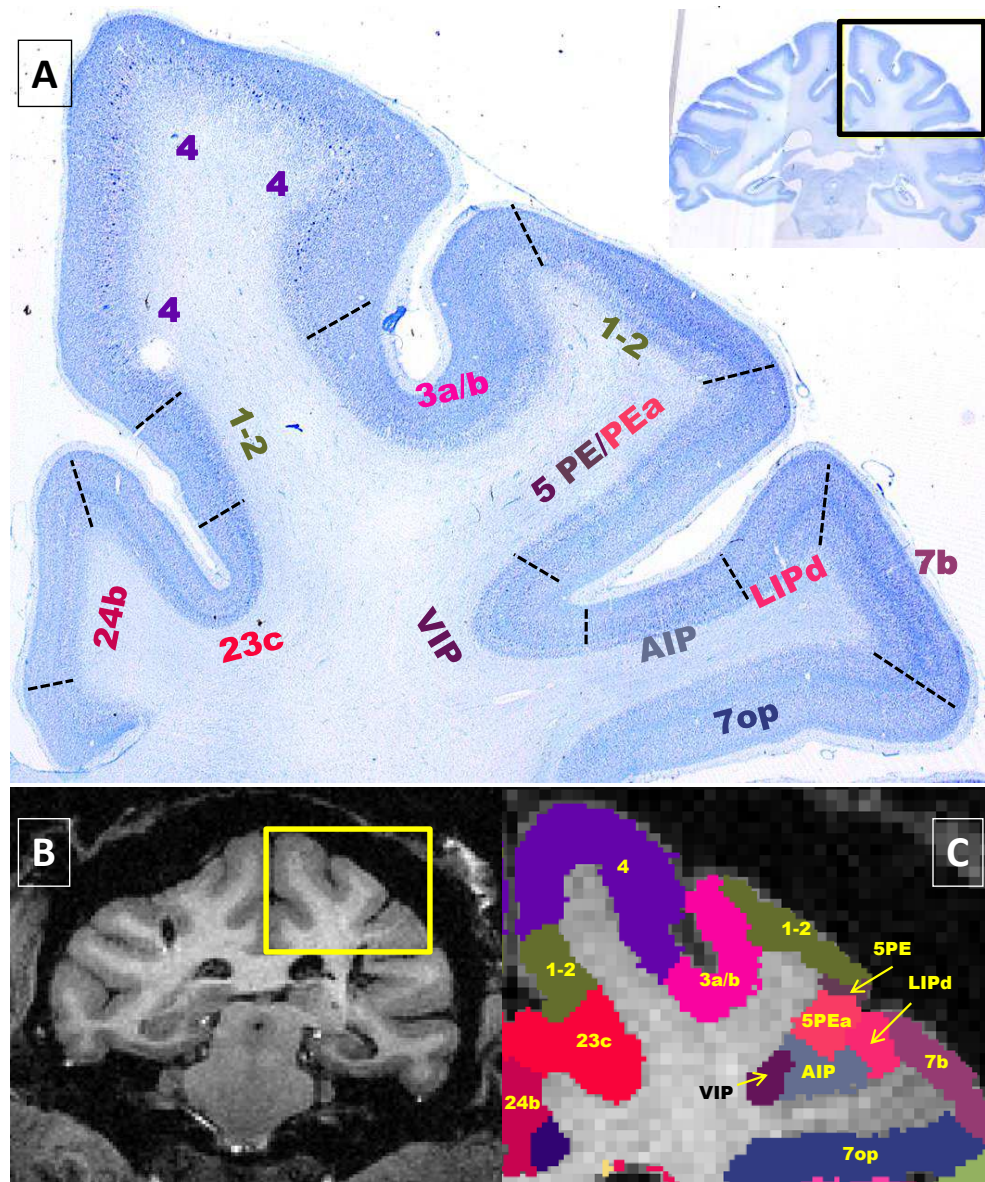 A
4
4
4
1-2
3a/b
1-2
5 PE/PEa
24b
23c
VIP
AIP
LIPd
7b
7op
B
C
4
1-2
1-2
3a/b
5PE
LIPd
5PEa
23c
AIP
7b
VIP
24b
7op